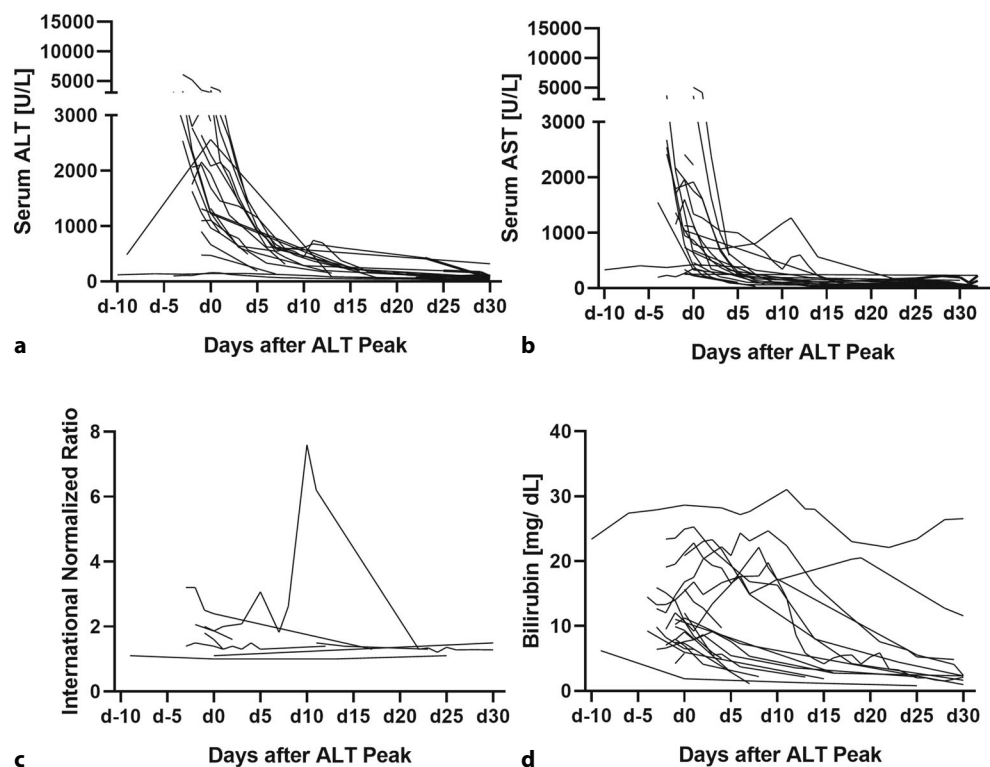 15000
10000
5000
3000
2000
1000
0
Serum ALT [U/L]
d-10 d-5 d0 d5 d10 d15 d20 d25 d30
Days after ALT Peak
a
15000
10000
5000
3000
2000
1000
0
Serum AST [U/L]
d-10 d-5 d0 d5 d10 d15 d20 d25 d30
Days after ALT Peak
b
8
6
4
2
0
International Normalized Ratio
d-10 d-5 d0 d5 d10 d15 d20 d25 d30
Days after ALT Peak
c
40
30
20
10
0
Bilirubin [mg/ dL]
d-10 d-5 d0 d5 d10 d15 d20 d25 d30
Days after ALT Peak
d